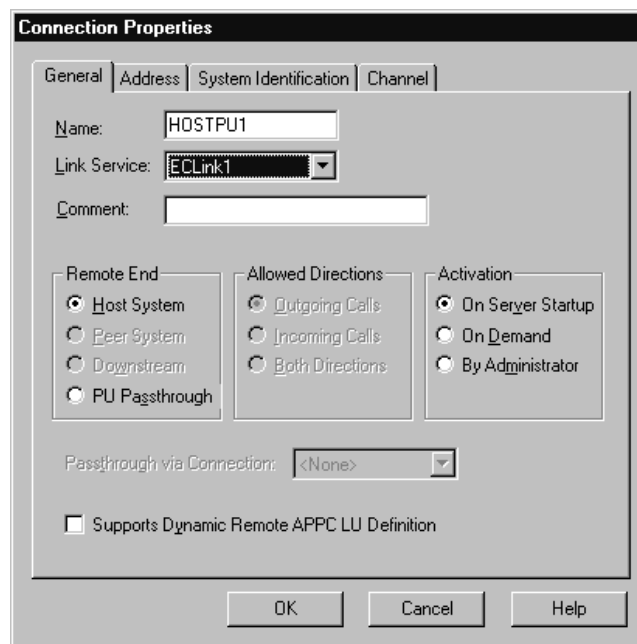 Connection Properties
General Address System Identification Channel
Name: HOSTPU1
Link Service: ECLink1
Comment:
Remote End Allowed Directions Activation
Host System Outgoing Calls On Server Startup
Peer System Incoming Calls On Demand
Downstream Both Directions By Administrator
PU Passthrough
Passthrough via Connection: <None>
Supports Dynamic Remote APPC LU Definition
OK Cancel Help